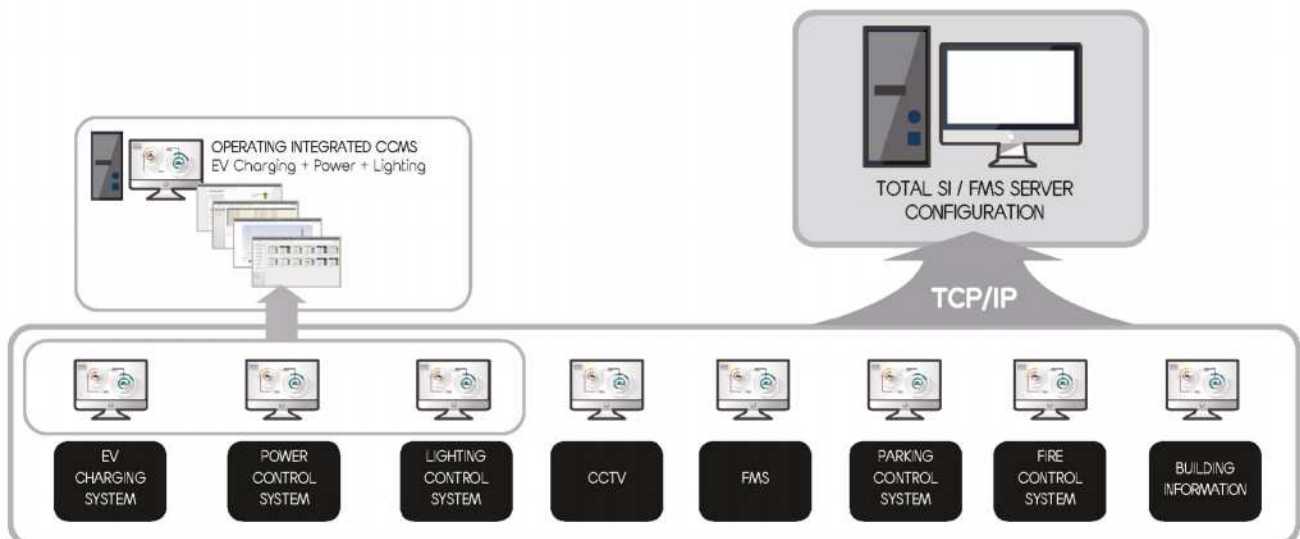 OPERATING INTEGRATED CCMS
EV Charging + Power + Lighting
TOTAL SI / FMS SERVER
CONFIGURATION
TCP/IP
EV
CHARGING
SYSTEM
POWER
CONTROL
SYSTEM
LIGHTING
CONTROL
SYSTEM
CCTV
FMS
PARKING
CONTROL
SYSTEM
FIRE
CONTROL
SYSTEM
BUILDING
INFORMATION